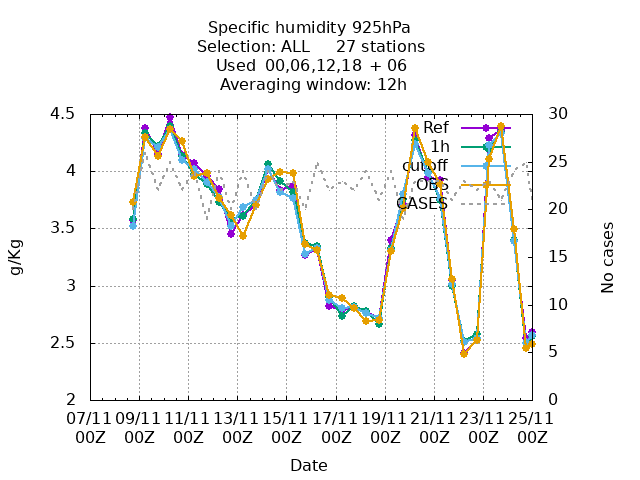 Specific humidity 925hPa
Selection: ALL 27 stations
Used 00,06,12,18 + 06
Averaging window: 12h
4.5
4
3.5
3
2.5
2
g/Kg
30
25
20
15
10
5
0
No cases
Ref
1h
cutoff
OBS
CASES
07/11 09/11 11/11 13/11 15/11 17/11 19/11 21/11 23/11 25/11
00Z 00Z 00Z 00Z 00Z 00Z 00Z 00Z 00Z 00Z
Date